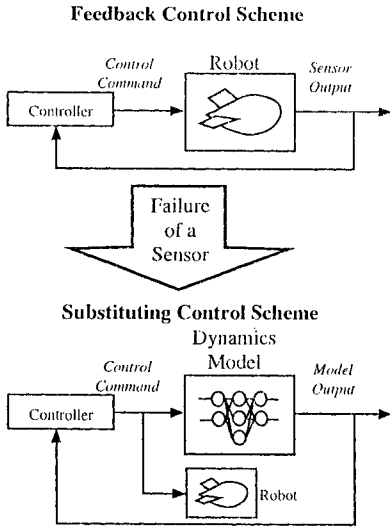 Feedback Control Scheme
Control
Command
Robot
Sensor
Output
Controller
Failure
of a
Sensor
Substituting Control Scheme
Dynamics
Model
Control
Command
Model
Output
Controller
Robot